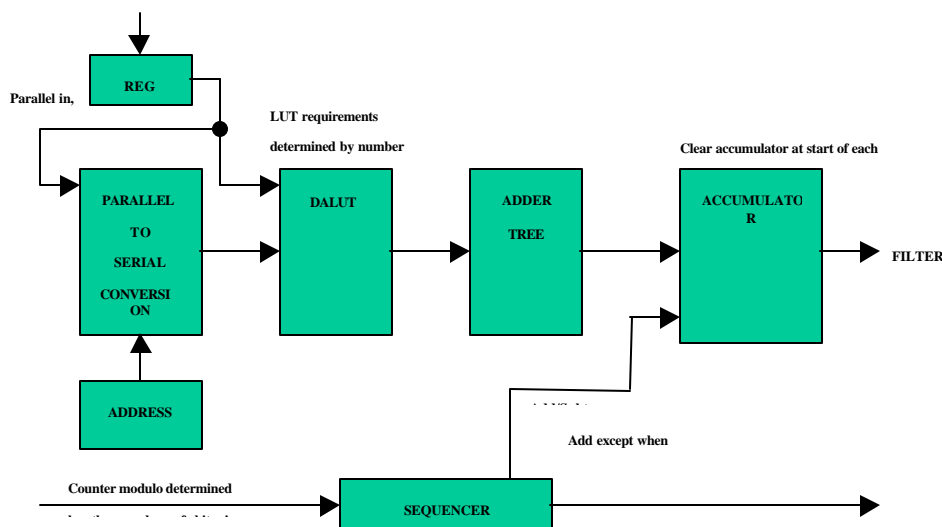 REG
Parallel in,
LUT requirements
determined by number
Clear accumulator at start of each
PARALLEL
TO
SERIAL
CONVERSI
ON
DALUT
ADDER
TREE
ACCUMULATO
R
FILTER
ADDRESS
Add except when
Counter modulo determined
SEQUENCER